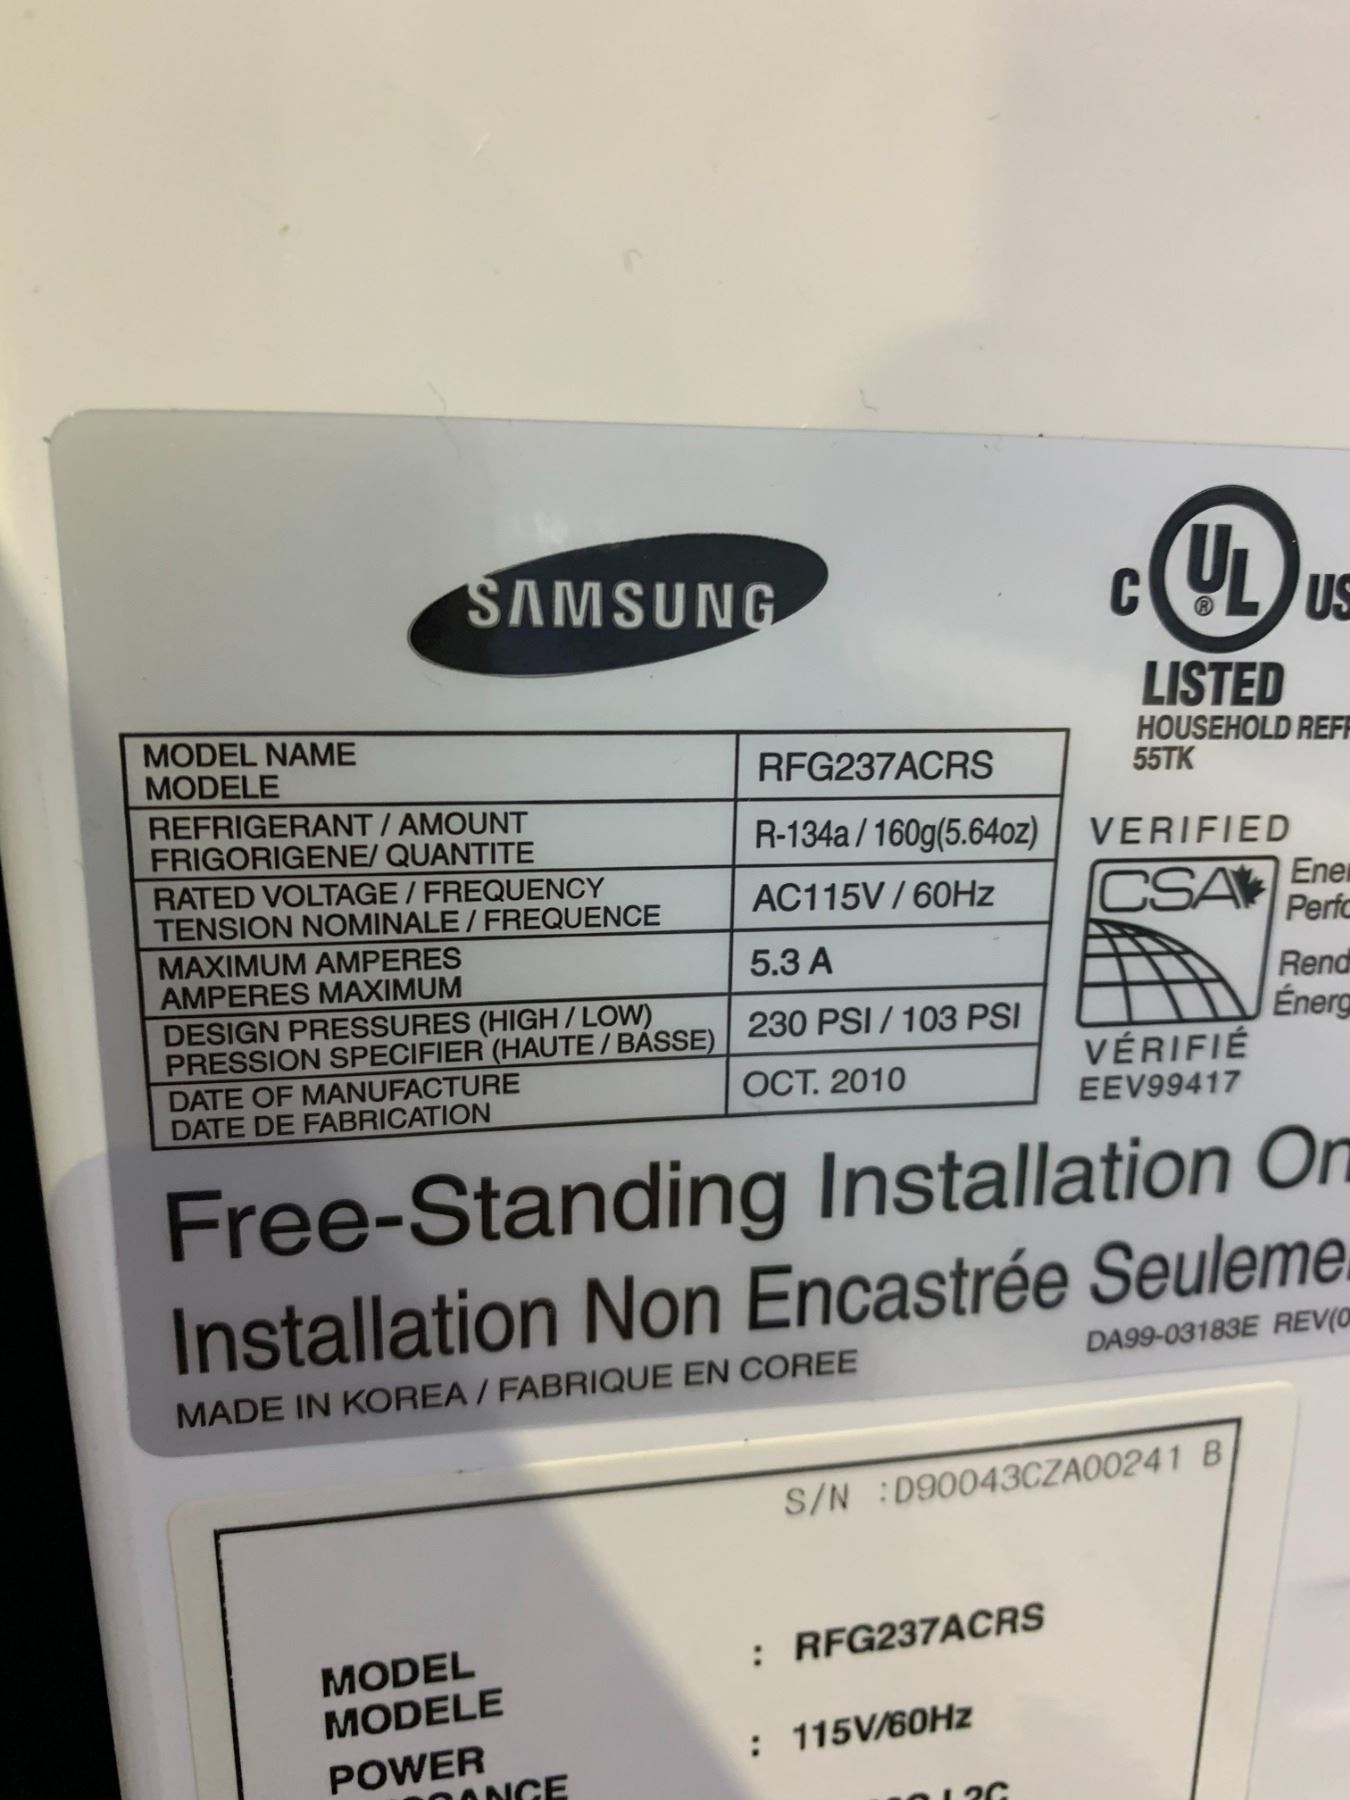 SAMSUNG
C UL ® US
LISTED
HOUSEHOLD
55TK
MODEL NAME
MODELE
RFG237ACRS
REFRIGERANT / AMOUNT
FRIGORIGENE/ QUANTITE
R-134a / 160g(5.64oz)
RATED VOLTAGE / FREQUENCY
TENSION NOMINALE / FREQUENCE
AC115V / 60Hz
MAXIMUM AMPERES
AMPERES MAXIMUM
5.3 A
DESIGN PRESSURES (HIGH / LOW)
PRESSION SPECIFIER (HAUTE / BASSE)
230 PSI / 103 PSI
DATE OF MANUFACTURE
DATE DE FABRICATION
OCT. 2010
VERIFIED
CSA
VÉRIFIÉ
EEV99417
Free-Standing Installation
Installation Non Encastrée
DA99-03183E
MADE IN KOREA / FABRIQUE EN COREE
S/N :D90043CZA00241 B
MODEL
MODELE
: RFG237ACRS
POWER
: 115V/60Hz